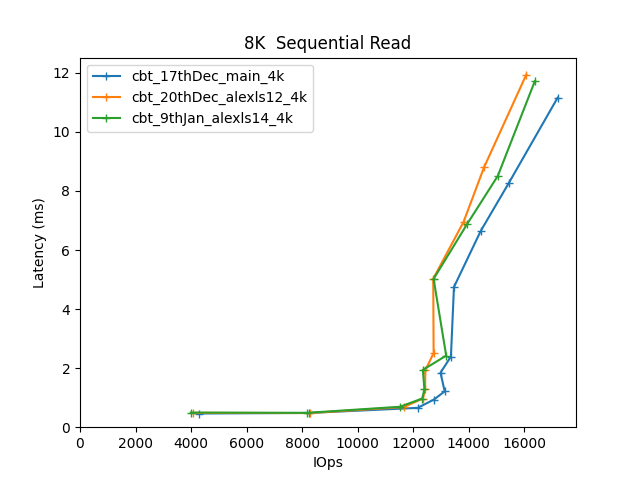 8K  Sequential Read
cbt_17thDec_main_4k
cbt_20thDec_alexls12_4k
cbt_9thJan_alexls14_4k
Latency (ms)
12
10
8
6
4
2
0
0 2000 4000 6000 8000 10000 12000 14000 16000
IOps